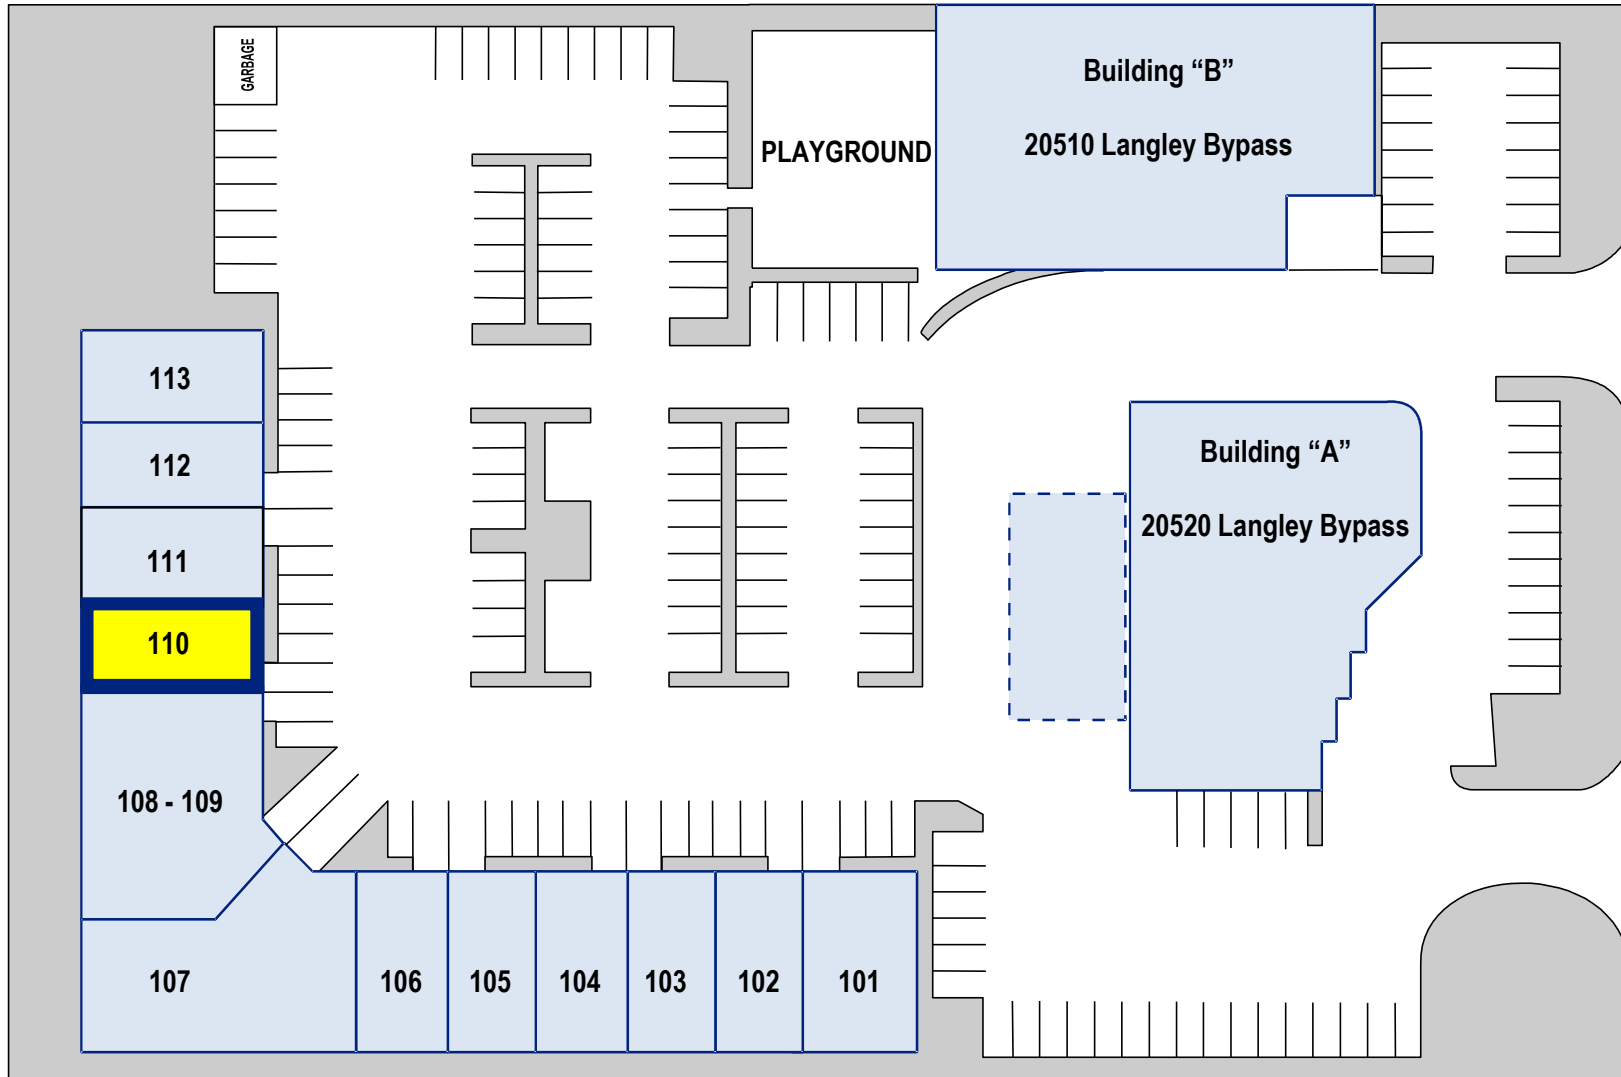 GARBAGE
Building “B”
20510 Langley Bypass
PLAYGROUND
113
112
111
110
108 - 109
107
106
105
104
103
102
101
Building “A”
20520 Langley Bypass